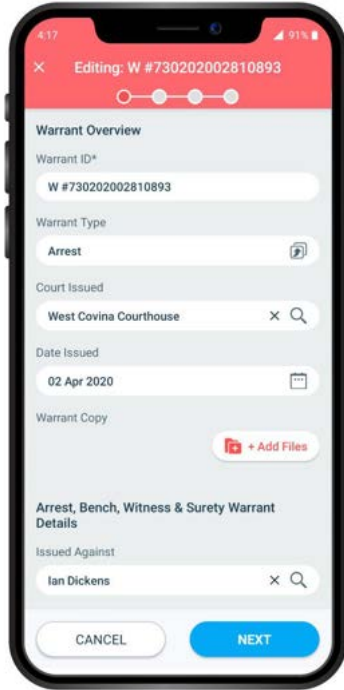 4:17
91%
× Editing: W #730202002810893
Warrant Overview
Warrant ID*
W #730202002810893
Warrant Type
Arrest
Court Issued
West Covina Courthouse ×
Date Issued
02 Apr 2020
Warrant Copy
+ Add Files
Arrest, Bench, Witness & Surety Warrant
Details
Issued Against
Ian Dickens ×
CANCEL
NEXT